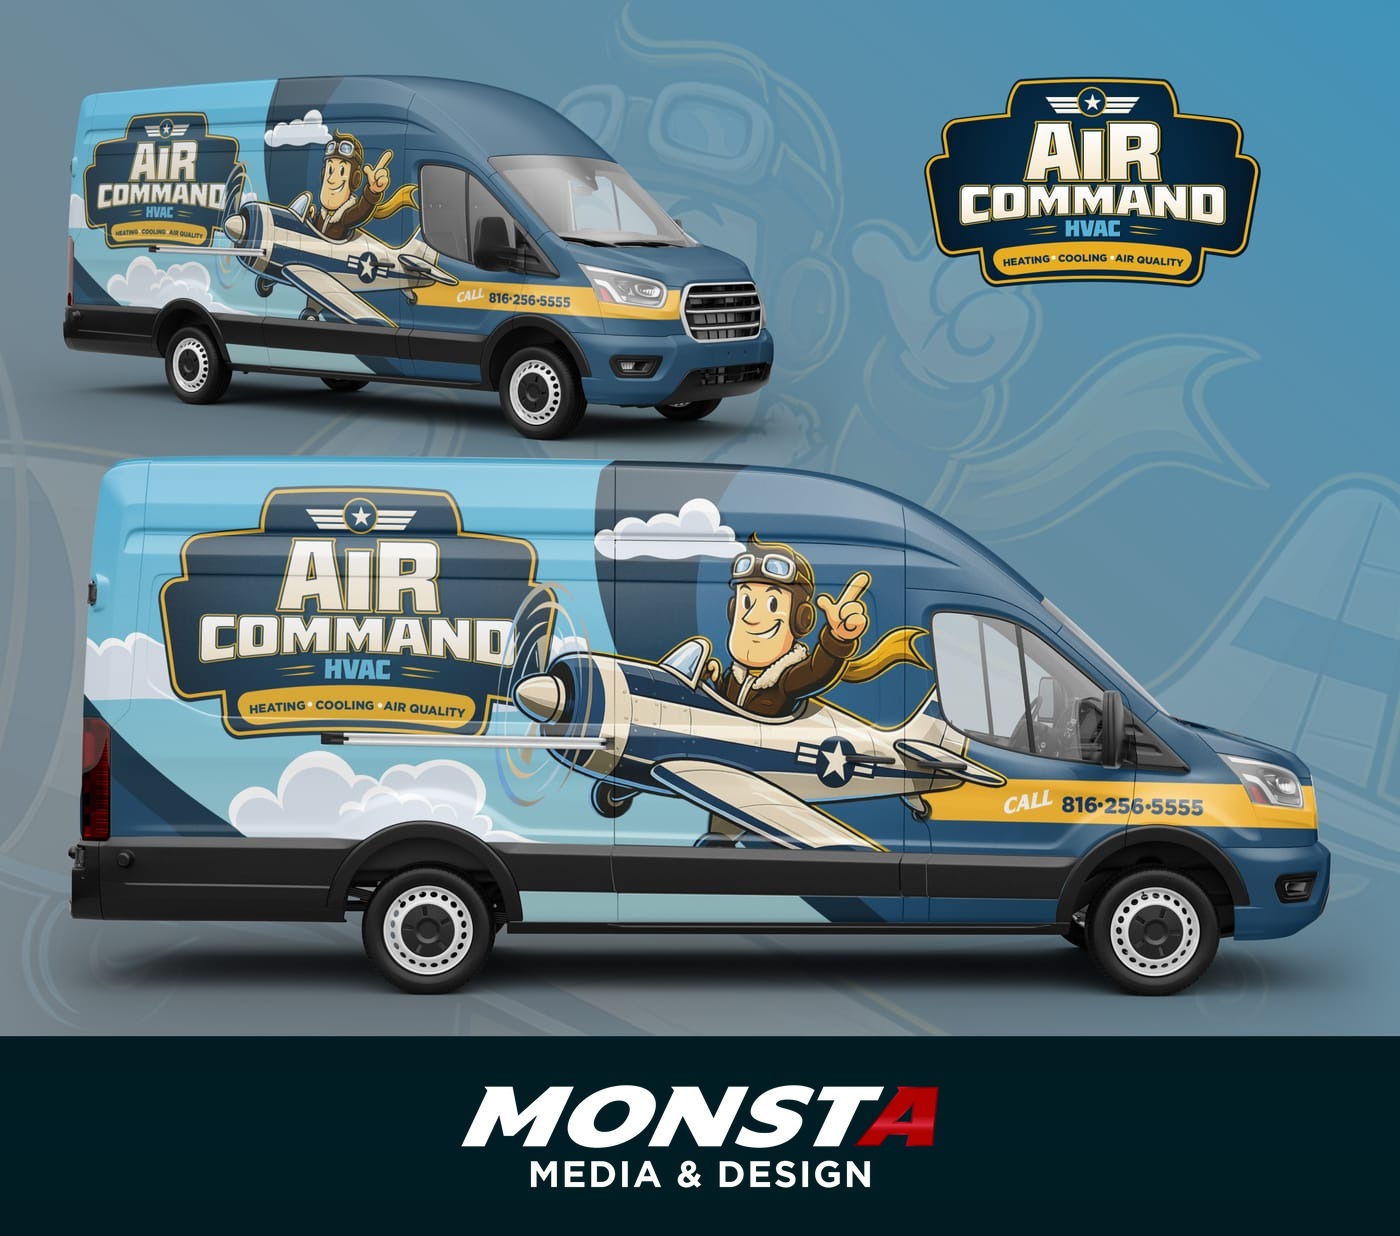 AiR
COMMAND
HVAC
HEATING • COOLING • AIR QUALITY
CALL 816•256•5555
AiR
COMMAND
HVAC
HEATING • COOLING • AIR QUALITY
AiR
COMMAND
HVAC
HEATING • COOLING • AIR QUALITY
CALL 816•256•5555
MONSTA
MEDIA & DESIGN